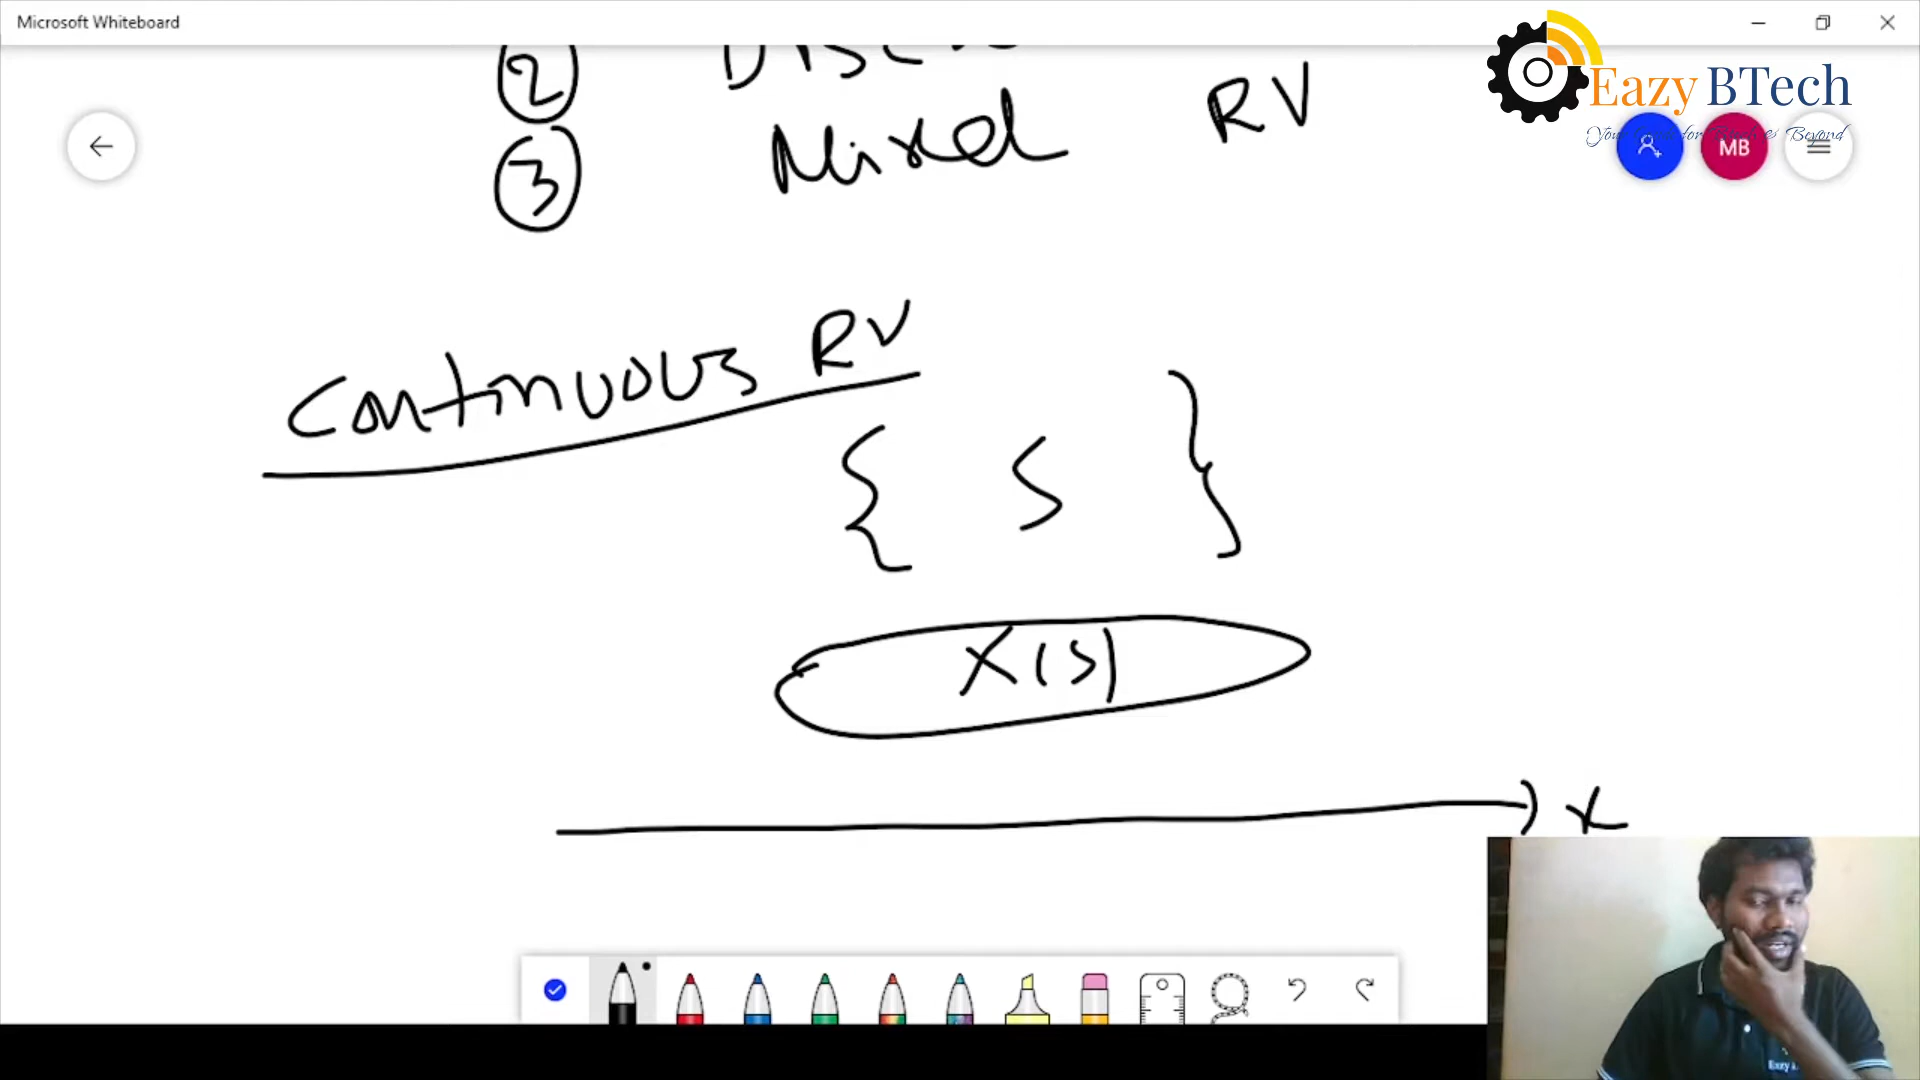 Microsoft Whiteboard
Eazy BTech
MB
②
③ Mixed RV
Continuous RV
{ S }
X(s)
x